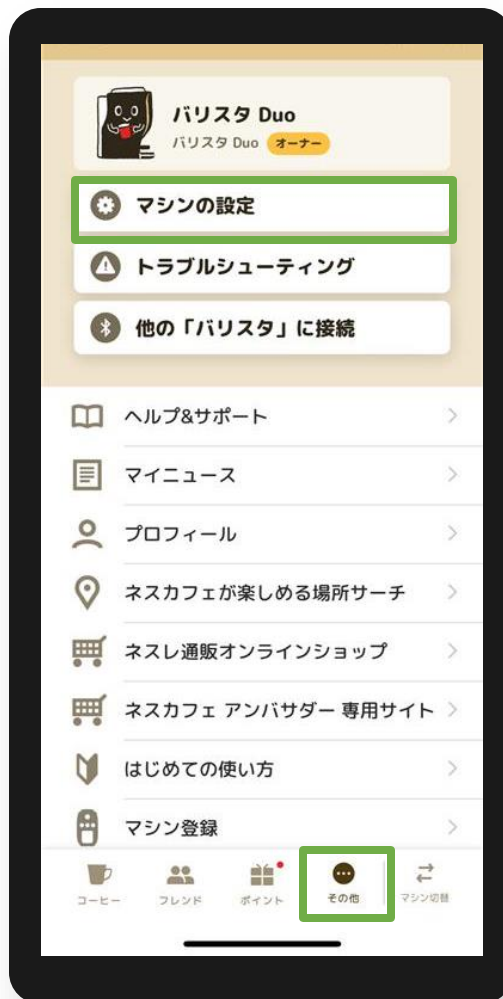 バリスタ Duo
バリスタ Duo オーナー
マシンの設定
トラブルシューティング
他の「バリスタ」に接続
ヘルプ&サポート
マイニュース
プロフィール
ネスカフェが楽しめる場所サーチ
ネスレ通販オンラインショップ
ネスカフェ アンバサダー 専用サイト
はじめての使い方
マシン登録
コーヒー フレンド ポイント その他 マシン切替